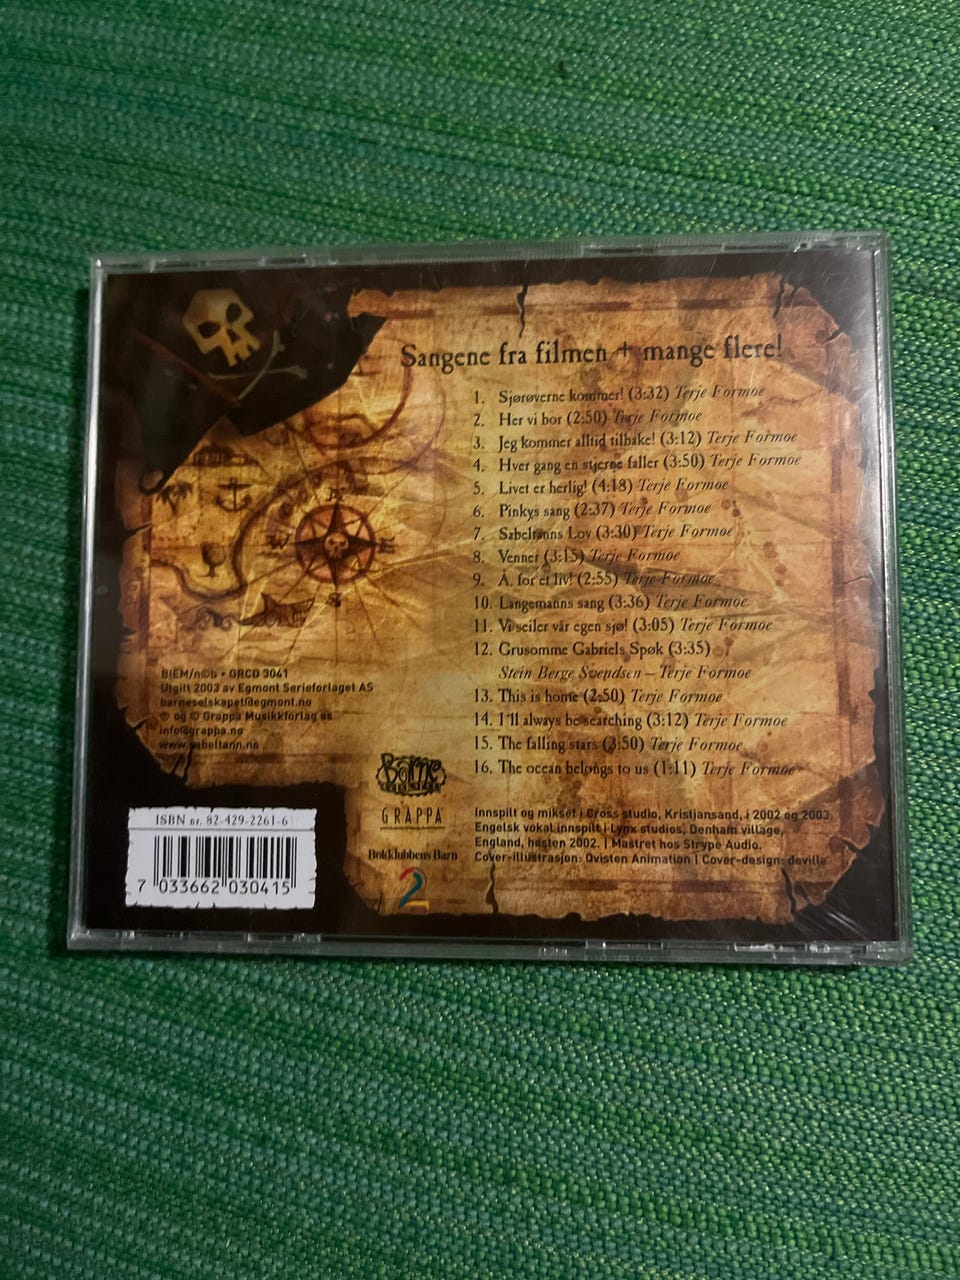 Sangene fra filmen + mange flere!
1. Sjørøverne kommer! (3:32) Terje Formoe
2. Her vi bor (2:50) Terje Formoe
3. Jeg kommer alltid tilbake! (3:12) Terje Formoe
4. Hver gang en stjerne faller (3:50) Terje Formoe
5. Livet er herlig! (4:18) Terje Formoe
6. Pinkys sang (2:37) Terje Formoe
7. Sabeltanns Lov (3:30) Terje Formoe
8. Venner (3:15) Terje Formoe
9. Å, for et liv! (2:55) Terje Formoe
10. Langemanns sang (3:36) Terje Formoe
11. Vi seiler vår egen sjø! (3:05) Terje Formoe
12. Grusomme Gabriels Spøk (3:35)
Stein Berge Svendsen – Terje Formoe
13. This is home (2:50) Terje Formoe
14. I'll always be searching (3:12) Terje Formoe
15. The falling stars (3:50) Terje Formoe
16. The ocean belongs to us (1:11) Terje Formoe
W
BIEM/n©b • GRCD 3041
Utgitt 2003 av Egmont Serieforlaget AS
barneselskapet@egmont.no
℗ og © Grappa Musikkforlag as
info@grappa.no
www.sabeltann.no
GRAPPA
Bokklubbens Barn
2
Innspilt og mikset i Cross studio, Kristiansand, i 2002 og 2003.
Engelsk vokal innspilt i Lynx studios, Denham village,
England, høsten 2002. | Mastret hos Strype Audio.
Cover-illustrasjon: Qvisten Animation | Cover-design: deville
ISBN nr. 82-429-2261-6
7 033662 030415